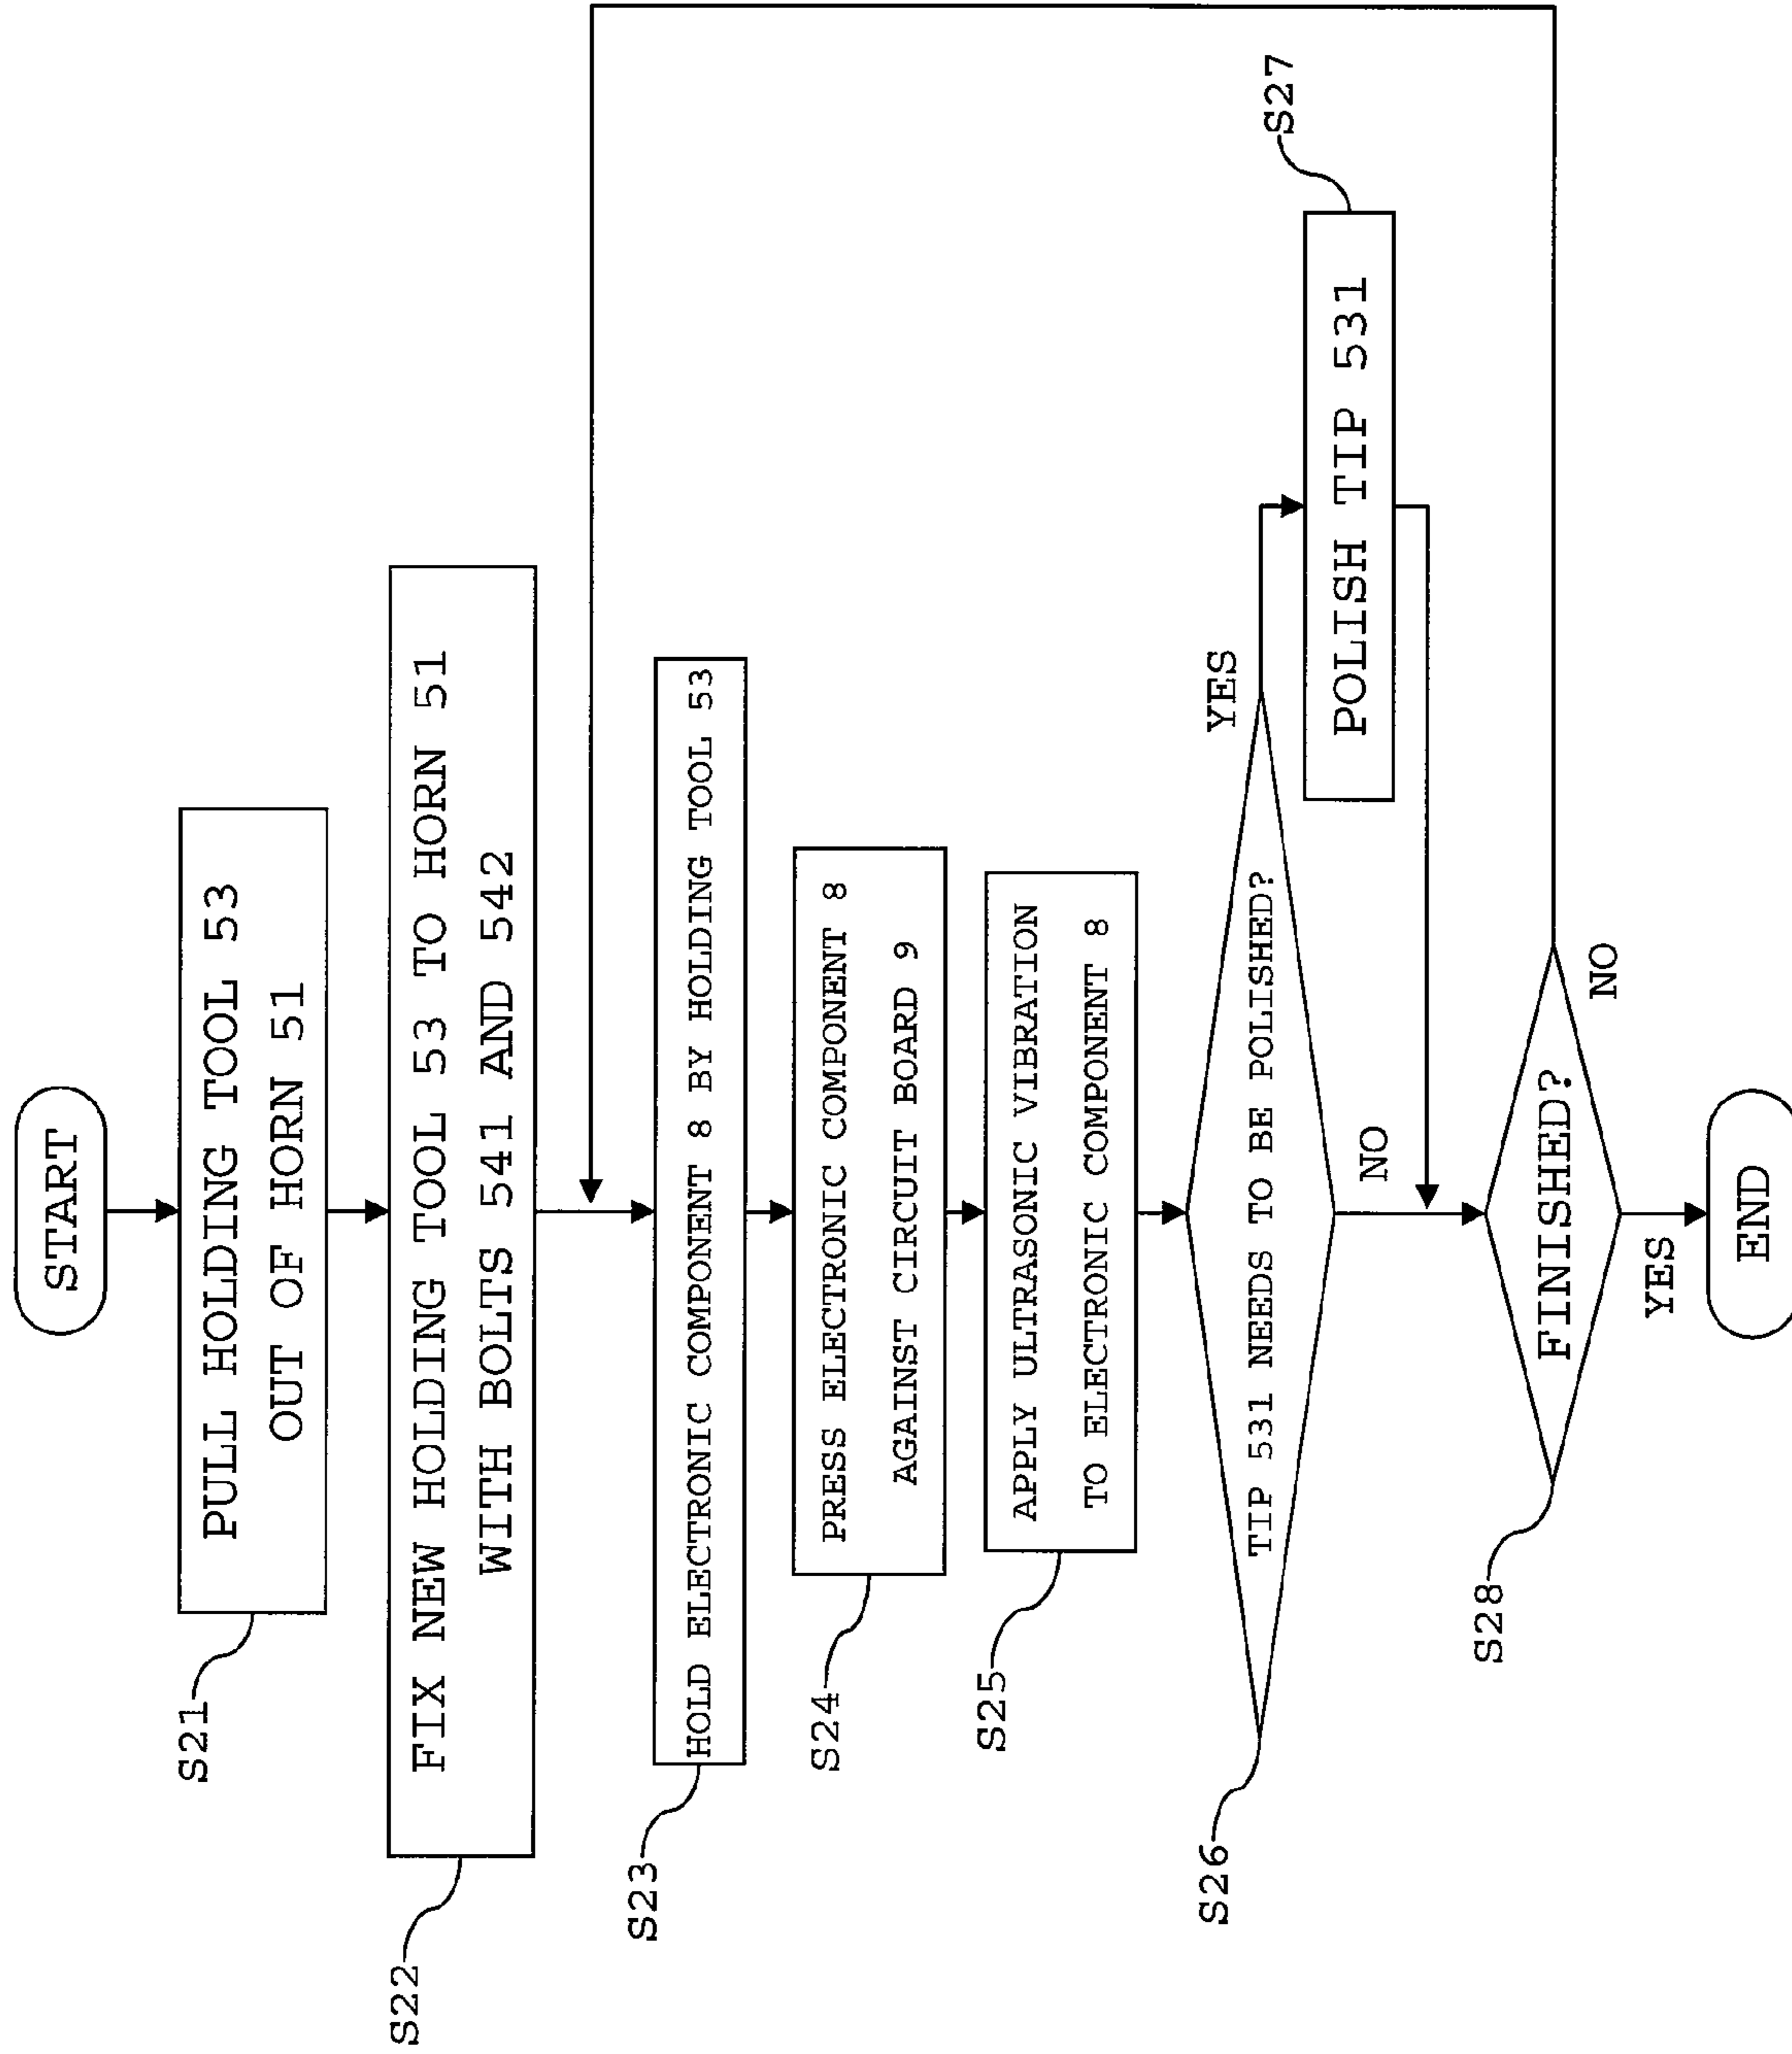 START
S21
PULL HOLDING TOOL 53
OUT OF HORN 51
S22
FIX NEW HOLDING TOOL 53 TO HORN 51
WITH BOLTS 541 AND 542
S23
HOLD ELECTRONIC COMPONENT 8 BY HOLDING TOOL 53
S24
PRESS ELECTRONIC COMPONENT 8
AGAINST CIRCUIT BOARD 9
S25
APPLY ULTRASONIC VIBRATION
TO ELECTRONIC COMPONENT 8
S26
TIP 531 NEEDS TO BE POLISHED?
YES
S27
POLISH TIP 531
NO
S28
FINISHED?
NO
YES
END